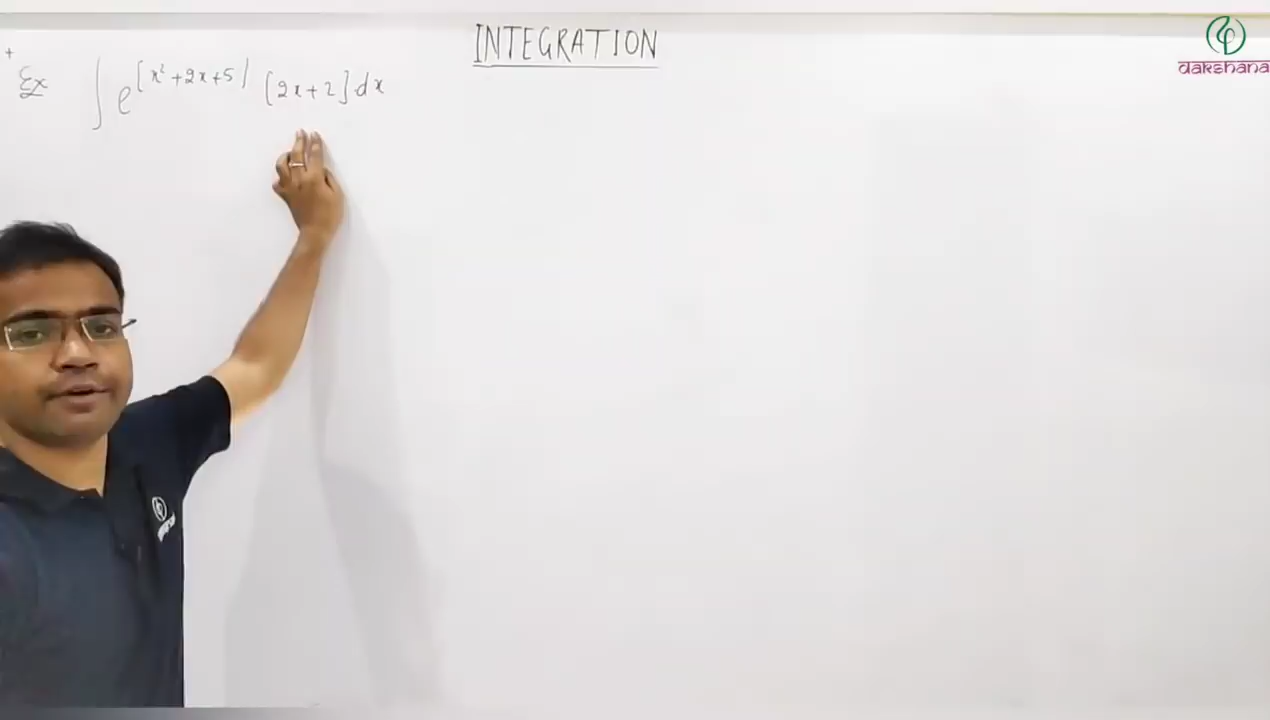 INTEGRATION
dakshana
Ex ∫ e^[x²+2x+5] [2x+2] dx